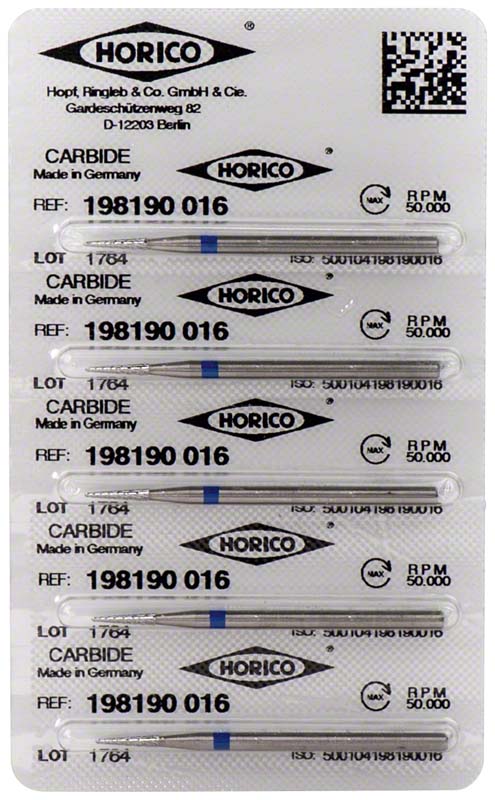 HORICO ®
Hopf, Ringleb & Co. GmbH & Cie.
Gardeschützenweg 82
D-12203 Berlin
CARBIDE HORICO ®
Made in Germany
REF: 198190 016 MAX RPM 50.000
LOT 1764 ISO: 500104198190016
CARBIDE HORICO ®
Made in Germany
REF: 198190 016 MAX RPM 50.000
LOT 1764 ISO: 500104198190016
CARBIDE HORICO ®
Made in Germany
REF: 198190 016 MAX RPM 50.000
LOT 1764 ISO: 500104198190016
CARBIDE HORICO ®
Made in Germany
REF: 198190 016 MAX RPM 50.000
LOT 1764 ISO: 500104198190016
CARBIDE HORICO ®
Made in Germany
REF: 198190 016 MAX RPM 50.000
LOT 1764 ISO: 500104198190016